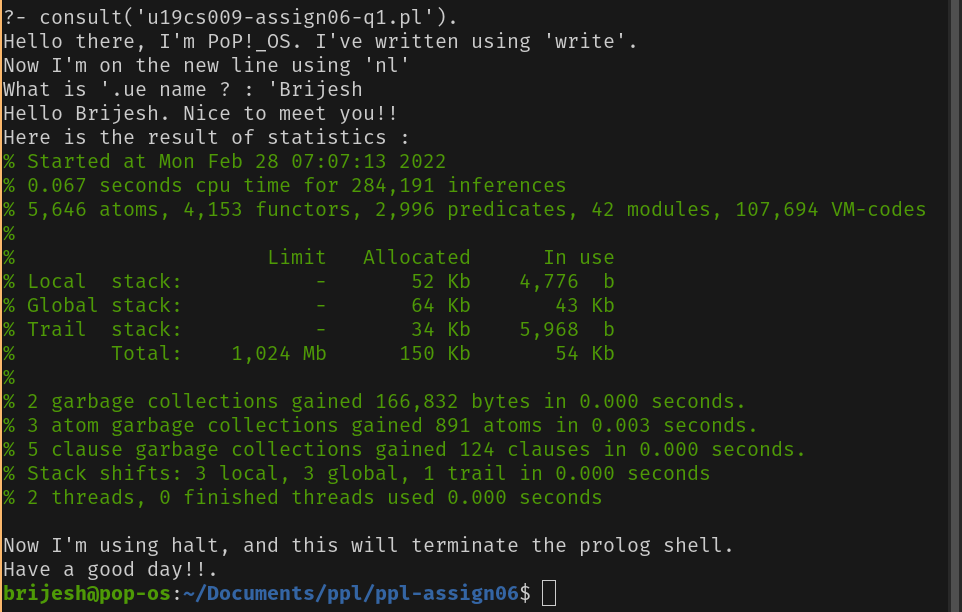 ?- consult('u19cs009-assign06-q1.pl').
Hello there, I'm PoP!_OS. I've written using 'write'.
Now I'm on the new line using 'nl'
What is '.ue name ? : 'Brijesh
Hello Brijesh. Nice to meet you!!
Here is the result of statistics :
% Started at Mon Feb 28 07:07:13 2022
% 0.067 seconds cpu time for 284,191 inferences
% 5,646 atoms, 4,153 functors, 2,996 predicates, 42 modules, 107,694 VM-codes
%
%                     Limit   Allocated      In use
% Local  stack:           -       52 Kb    4,776  b
% Global stack:           -       64 Kb       43 Kb
% Trail  stack:           -       34 Kb    5,968  b
%        Total:    1,024 Mb      150 Kb       54 Kb
%
% 2 garbage collections gained 166,832 bytes in 0.000 seconds.
% 3 atom garbage collections gained 891 atoms in 0.003 seconds.
% 5 clause garbage collections gained 124 clauses in 0.000 seconds.
% Stack shifts: 3 local, 3 global, 1 trail in 0.000 seconds
% 2 threads, 0 finished threads used 0.000 seconds

Now I'm using halt, and this will terminate the prolog shell.
Have a good day!!.
brijesh@pop-os:~/Documents/ppl/ppl-assign06$